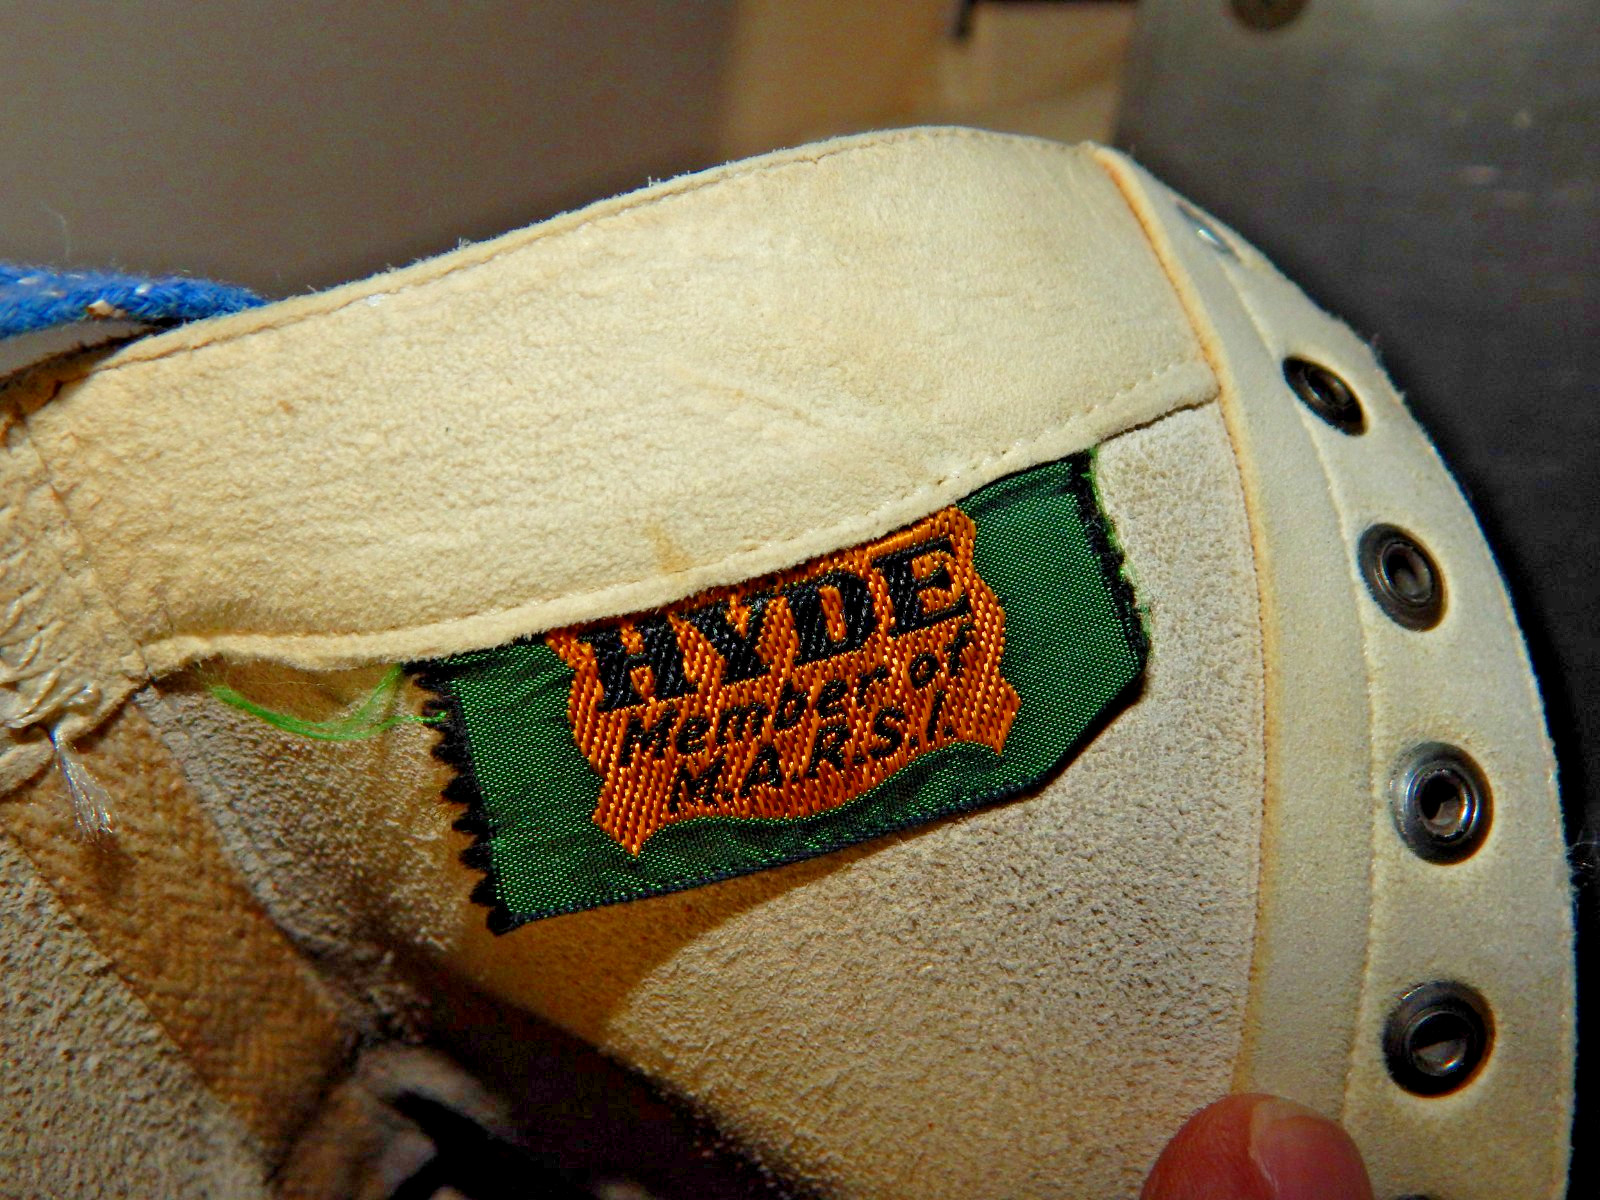 HYDE
Member of
M.A.R.S.I.